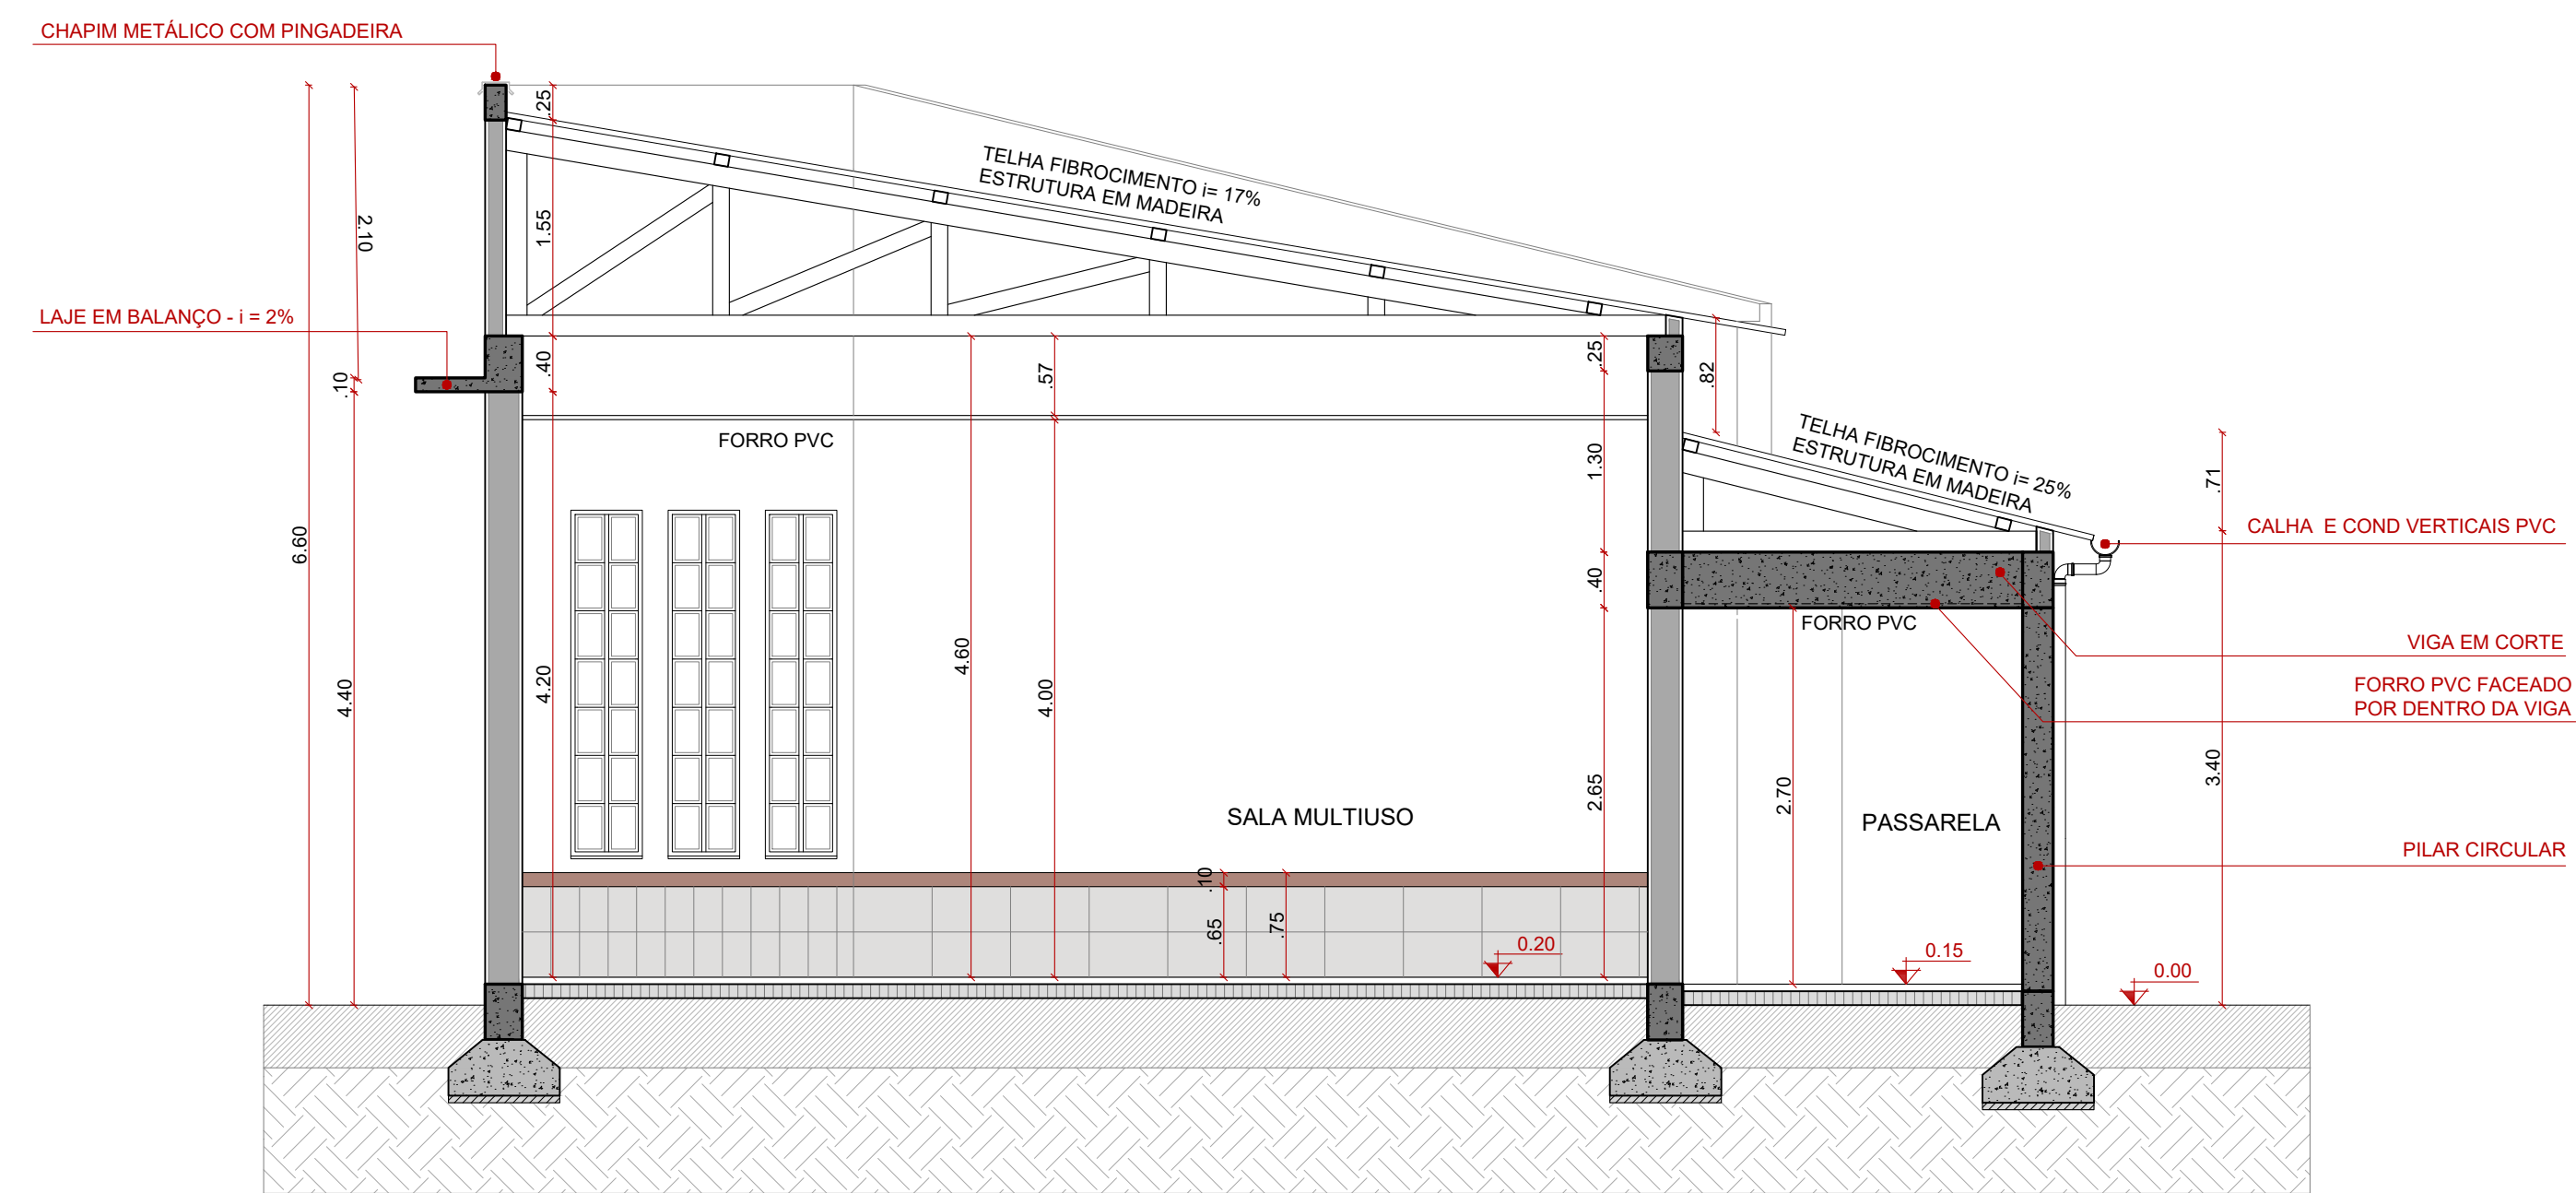 CHAPIM METÁLICO COM PINGADEIRA
.25
TELHA FIBROCIMENTO i= 17%
ESTRUTURA EM MADEIRA
1.55
2.10
LAJE EM BALANÇO - i = 2%
.40
.57
.25
.82
.10
FORRO PVC
1.30
TELHA FIBROCIMENTO i= 25%
ESTRUTURA EM MADEIRA
.71
CALHA E COND VERTICAIS PVC
6.60
.40
FORRO PVC
VIGA EM CORTE
4.60
4.20
4.40
4.00
FORRO PVC FACEADO
POR DENTRO DA VIGA
3.40
2.65
2.70
SALA MULTIUSO
PASSARELA
PILAR CIRCULAR
.10
.65
.75
0.20
0.15
0.00